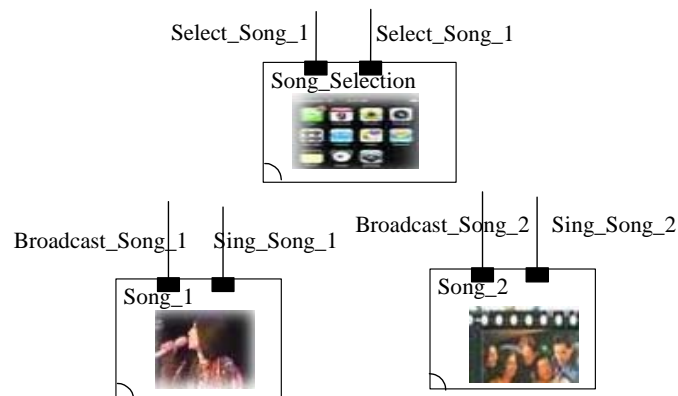 Select_Song_1
Select_Song_1
Song_Selection
Broadcast_Song_1
Sing_Song_1
Broadcast_Song_2
Sing_Song_2
Song_1
Song_2